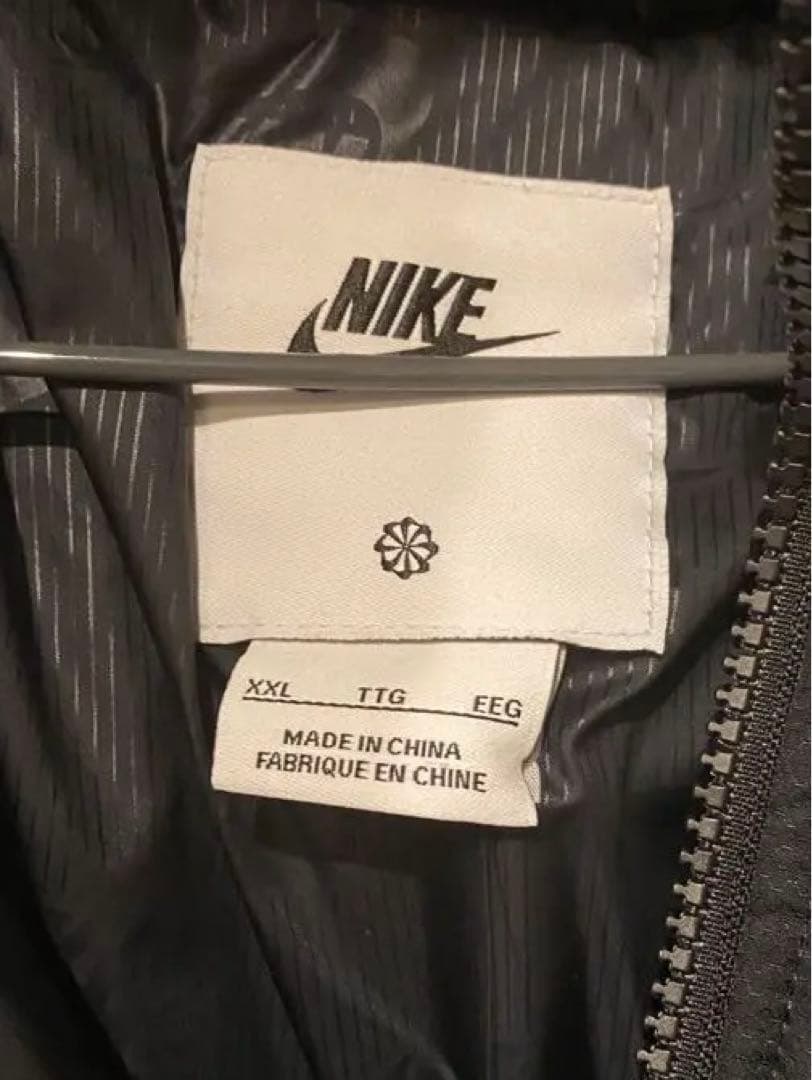 NIKE
XXL TTG EEG
MADE IN CHINA
FABRIQUE EN CHINE